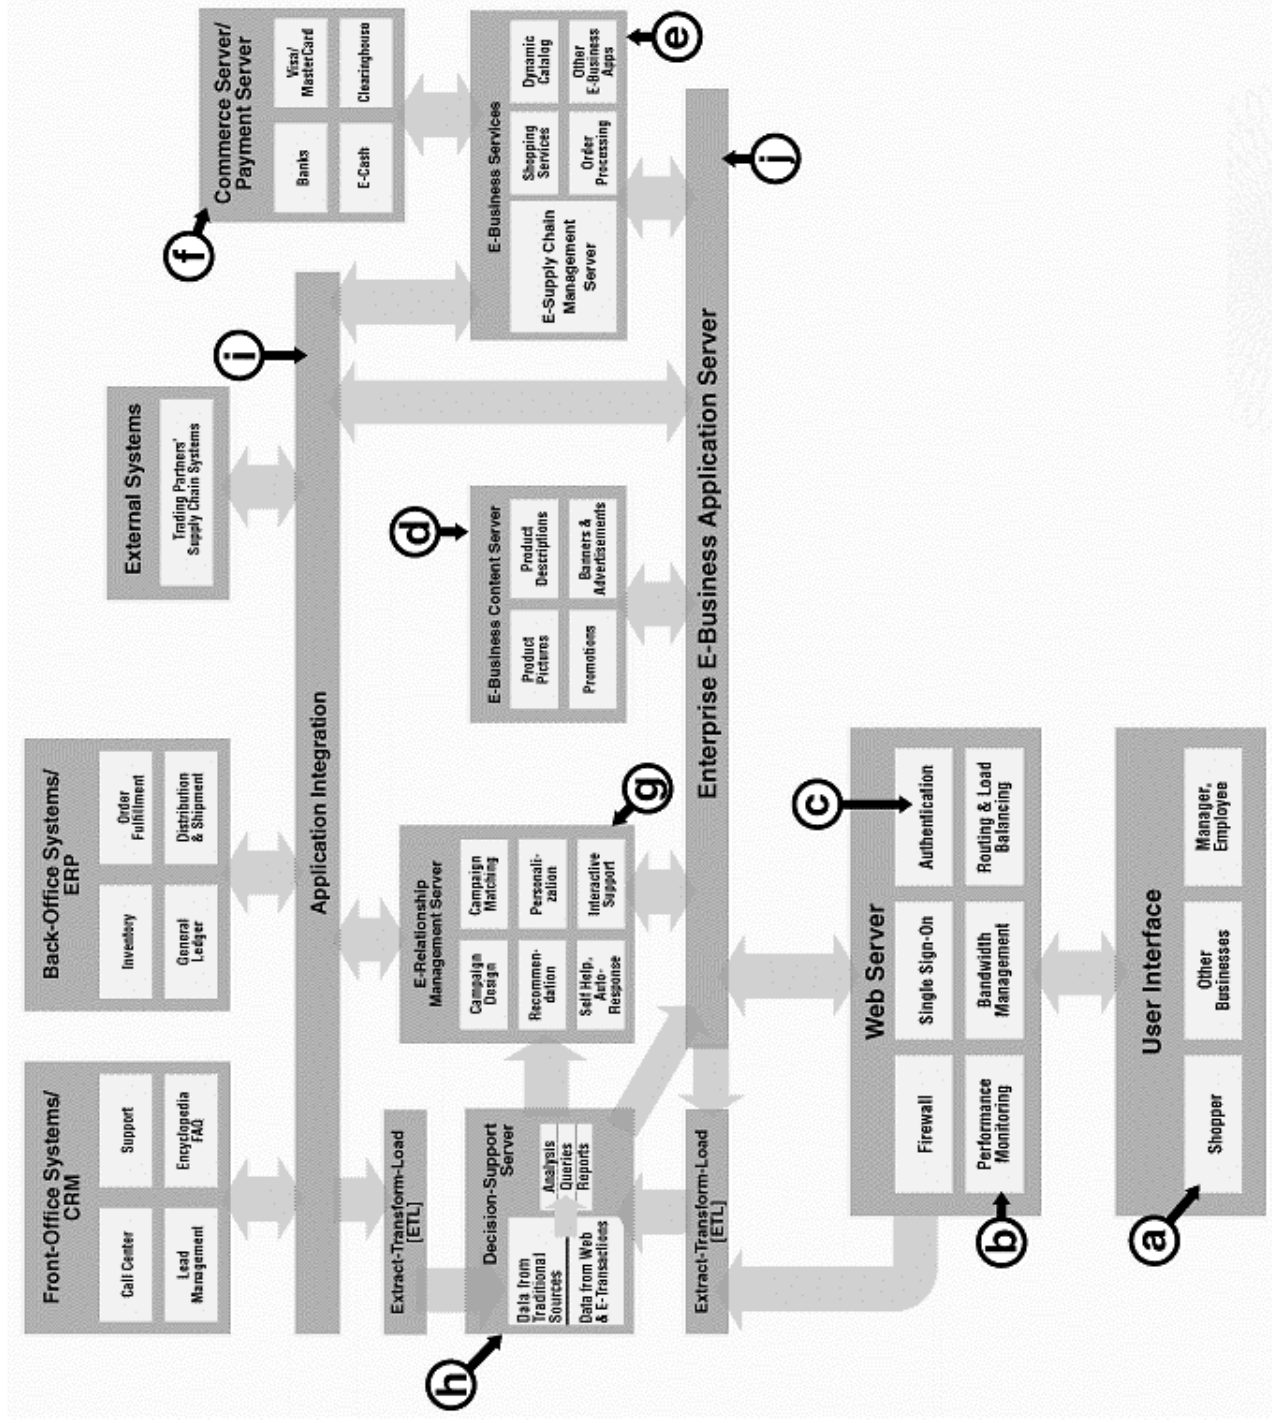 Front-Office Systems/
CRM
Call Center
Support
Lead
Management
Encyclopedia
FAQ
Back-Office Systems/
ERP
Inventory
Order
Fulfillment
General
Ledger
Distribution
& Shipment
External Systems
Trading Partners'
Supply Chain Systems
f
Commerce Server/
Payment Server
Banks
Visa/
MasterCard
E-Cash
Clearinghouse
i
Application Integration
Extract-Transform-Load
[ETL]
h
Decision-Support
Server
Data from
Traditional
Sources
Data from Web
& E-Transactions
Analysis
Queries
Reports
E-Relationship
Management Server
Campaign
Design
Campaign
Matching
Recommen-
dation
Personali-
zation
Self Help,
Auto-
Response
Interactive
Support
g
d
E-Business Content Server
Product
Pictures
Product
Descriptions
Promotions
Banners &
Advertisements
E-Business Services
E-Supply Chain
Management
Server
Shopping
Services
Dynamic
Catalog
Order
Processing
Other
E-Business
Apps
e
Extract-Transform-Load
[ETL]
Enterprise E-Business Application Server
j
c
Web Server
Firewall
Single Sign-On
Authentication
Performance
Monitoring
Bandwidth
Management
Routing & Load
Balancing
b
User Interface
Shopper
Other
Businesses
Manager,
Employee
a